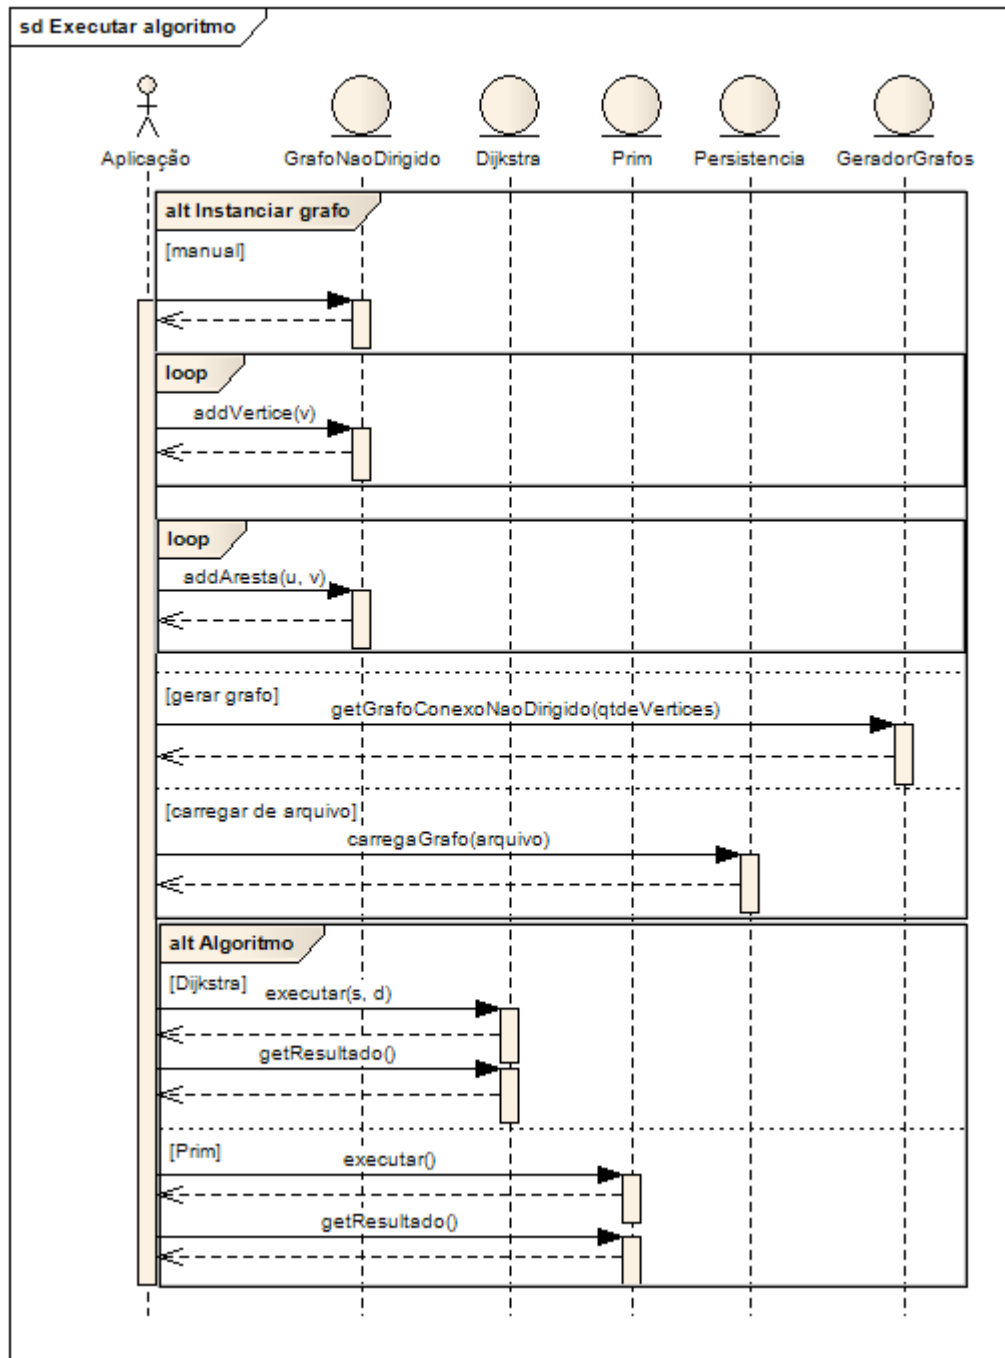 sd Executar algoritmo
Aplicação GrafoNaoDirigido Dijkstra Prim Persistencia GeradorGrafos
alt Instanciar grafo
[manual]
loop
addVertice(v)
loop
addAresta(u, v)
[gerar grafo]
getGrafoConexoNaoDirigido(qtdeVertices)
[carregar de arquivo]
carregaGrafo(arquivo)
alt Algoritmo
[Dijkstra]
executar(s, d)
getResultado()
[Prim]
executar()
getResultado()